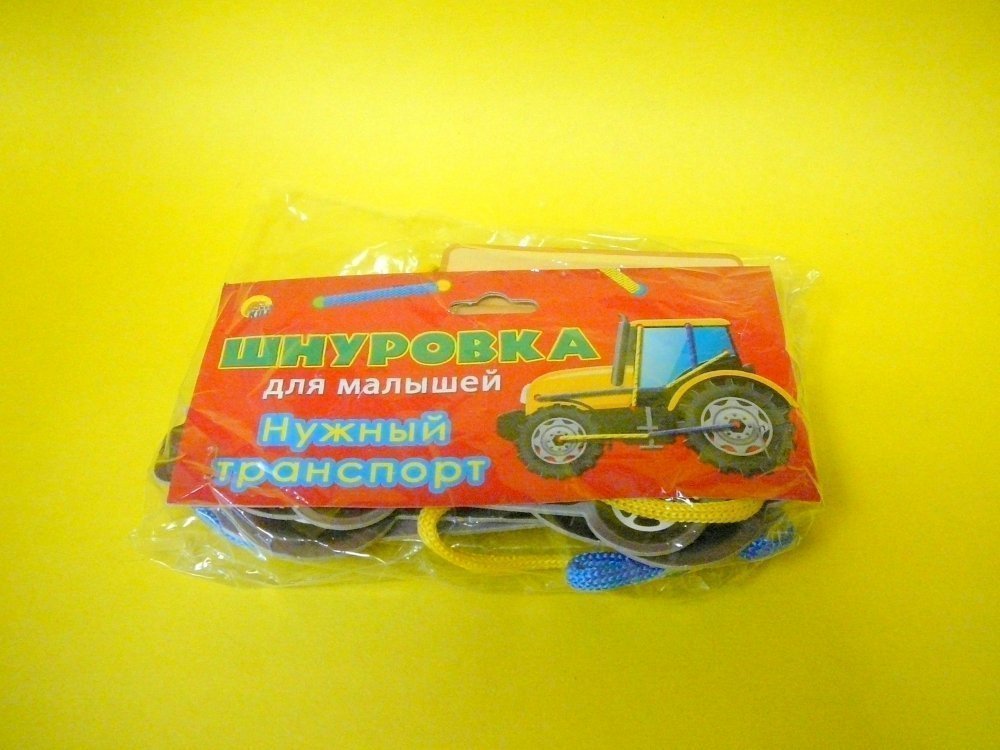 ШНУРОВКА
для малышей
Нужный
транспорт